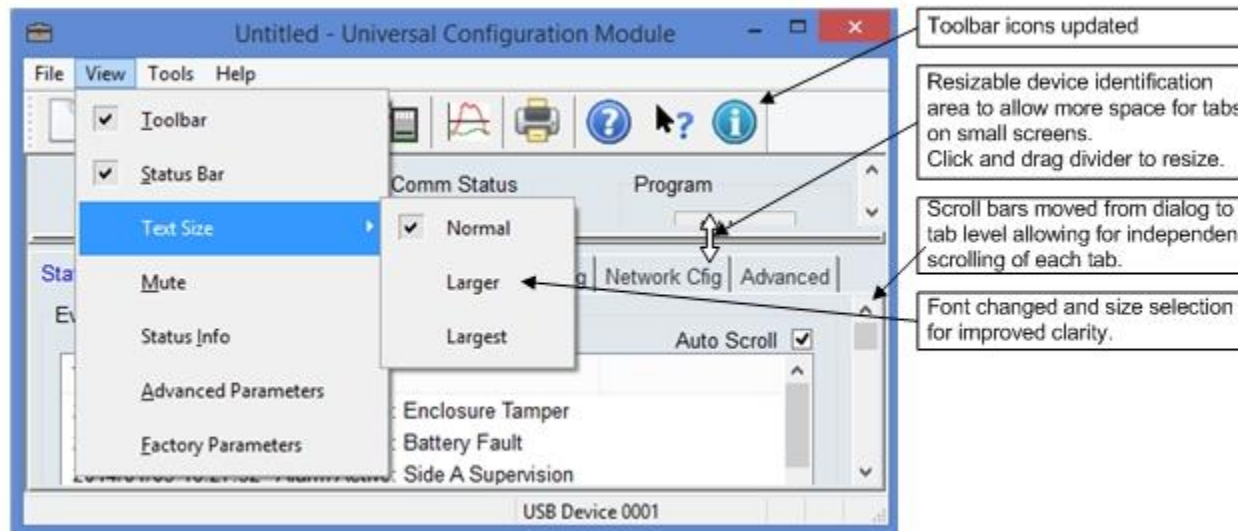 Untitled - Universal Configuration Module
File View Tools Help
Toolbar
Status Bar
Text Size
Mute
Status Info
Advanced Parameters
Factory Parameters
Normal
Larger
Largest
Comm Status
Program
Network Cfig
Advanced
Auto Scroll
Enclosure Tamper
Battery Fault
Side A Supervision
USB Device 0001
Toolbar icons updated
Resizable device identification
area to allow more space for tabs
on small screens.
Click and drag divider to resize.
Scroll bars moved from dialog to
tab level allowing for independen
scrolling of each tab.
Font changed and size selection
for improved clarity.